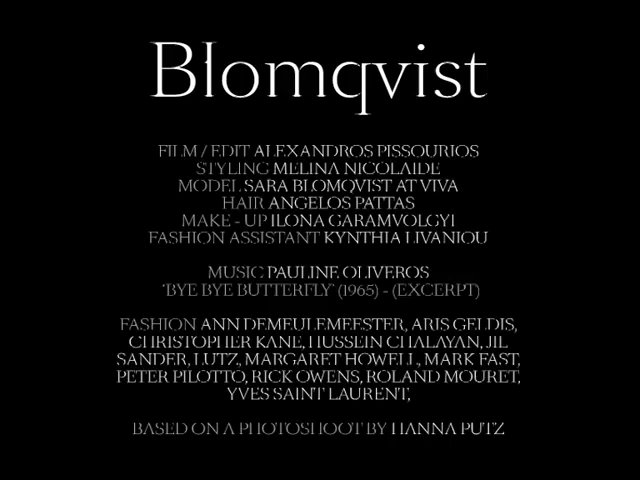 Blomqvist
FILM / EDIT ALEXANDROS PISSOURIOS
STYLING MELINA NICOLAIDE
MODEL SARA BLOMQVIST AT VIVA
HAIR ANGELOS PATTAS
MAKE - UP ILONA GARAMVOLGYI
FASHION ASSISTANT KYNTHIA LIVANIOU
MUSIC PAULINE OLIVEROS
'BYE BYE BUTTERFLY' (1965) - (EXCERPT)
FASHION ANN DEMEULEMEESTER, ARIS GELDIS,
CHRISTOPHER KANE, HUSSEIN CHALAYAN, JIL
SANDER, LUTZ, MARGARET HOWELL, MARK FAST,
PETER PILOTTO, RICK OWENS, ROLAND MOURET,
YVES SAINT LAURENT,
BASED ON A PHOTOSHOOT BY HANNA PUTZ